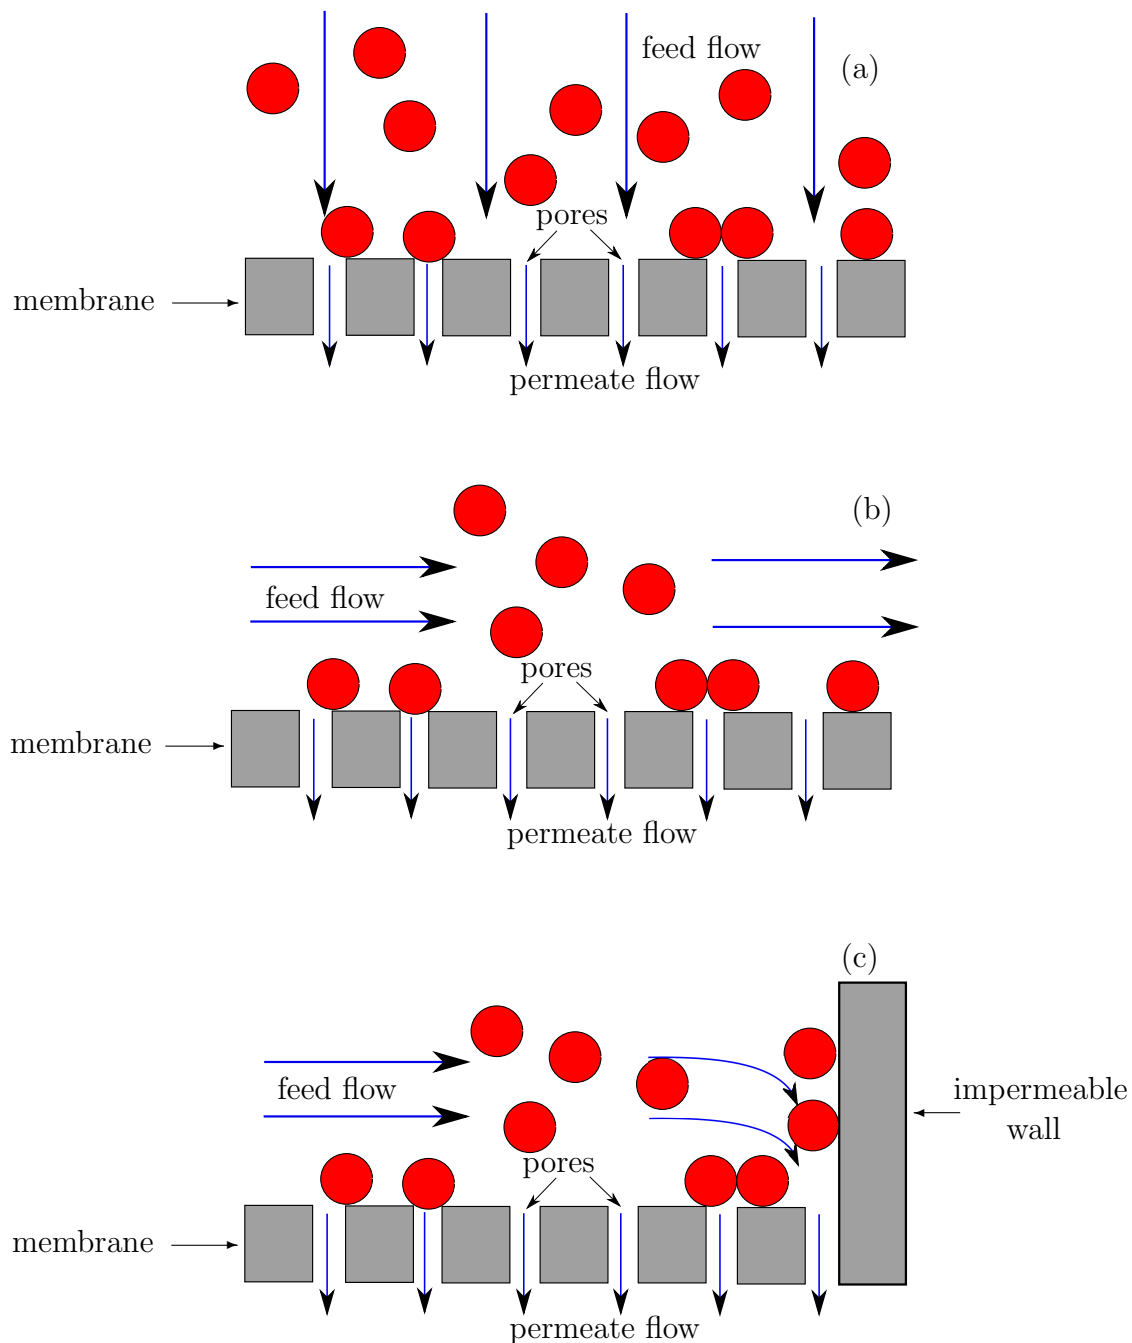 feed flow
(a)
pores
membrane
permeate flow
(b)
feed flow
pores
membrane
permeate flow
(c)
feed flow
impermeable
wall
pores
membrane
permeate flow